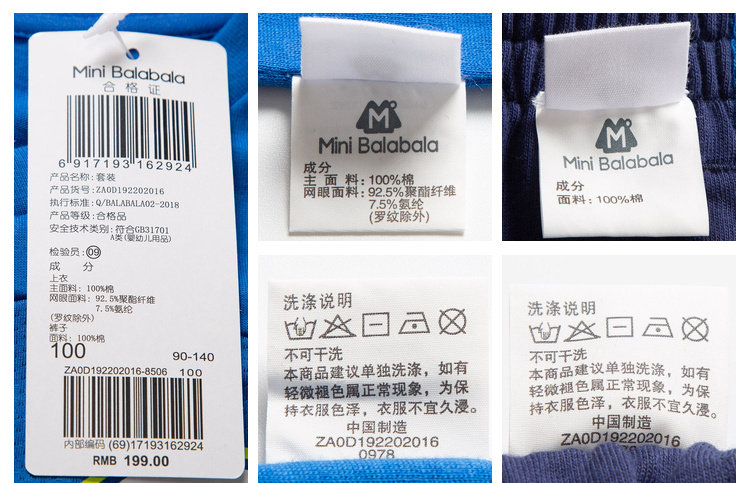 Mini Balabala
合格证
6 917193 162924
产品名称:套装
产品货号:ZA0D192202016
执行标准:Q/BALABALA02-2018
产品等级:合格品
安全技术类别:符合GB31701
A类(婴幼儿用品)
检验员:09
成 分
上衣
主面料:100%棉
网眼面料:92.5%聚酯纤维
7.5%氨纶
(罗纹除外)
裤子
面料:100%棉
100
90-140
ZA0D192202016-8506 100
内部编码 (69)17193162924
RMB 199.00
M
Mini Balabala
成分
主 面 料:100%棉
网眼面料:92.5%聚酯纤维
7.5%氨纶
(罗纹除外)
M
Mini Balabala
成分
面料:100%棉
洗涤说明
不可干洗
本商品建议单独洗涤,如有
轻微褪色属正常现象,为保
持衣服色泽,衣服不宜久浸。
中国制造
ZA0D192202016
0978
洗涤说明
不可干洗
本商品建议单独洗涤,如有
轻微褪色属正常现象,为保
持衣服色泽,衣服不宜久浸。
中国制造
ZA0D192202016
0978